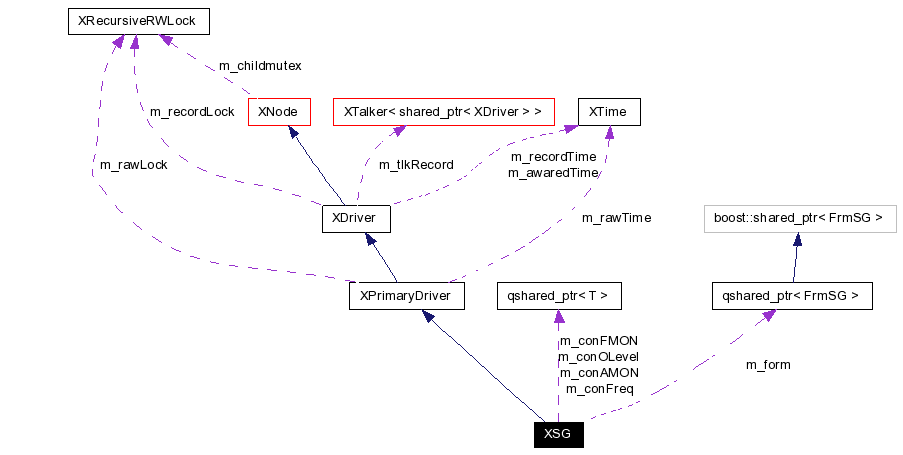 XRecursiveRWLock
m_childmutex
XNode
XTalker< shared_ptr< XDriver > >
XTime
m_recordLock
m_rawLock
m_tlkRecord
m_recordTime
m_awaredTime
XDriver
m_rawTime
boost::shared_ptr< FrmSG >
XPrimaryDriver
qshared_ptr< T >
qshared_ptr< FrmSG >
m_conFMON
m_conOLevel
m_conAMON
m_conFreq
m_form
XSG